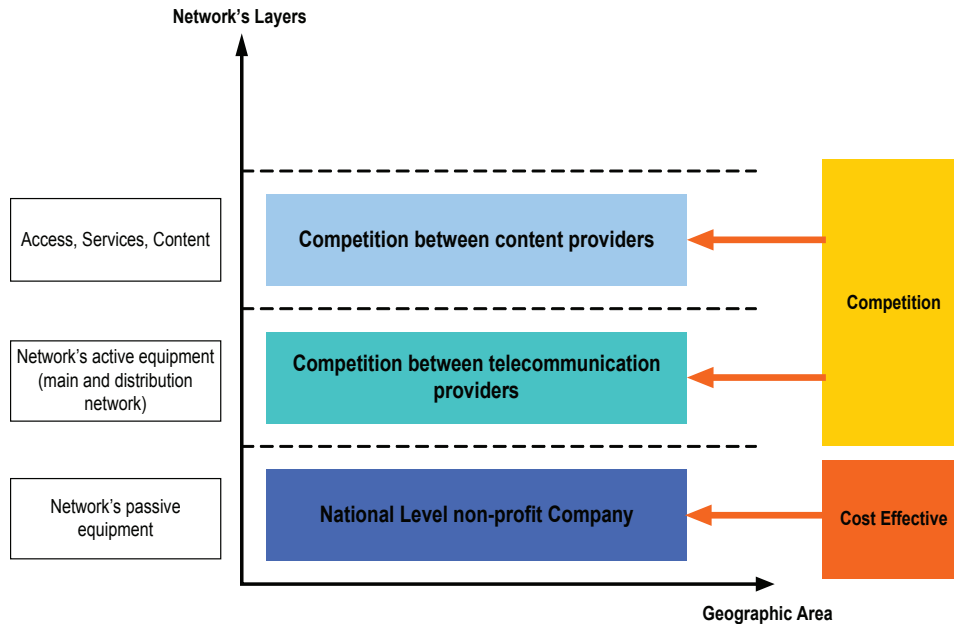 Network's Layers
Access, Services, Content
Competition between content providers
Competition
Network's active equipment
(main and distribution
network)
Competition between telecommunication
providers
Network's passive
equipment
National Level non-profit Company
Cost Effective
Geographic Area